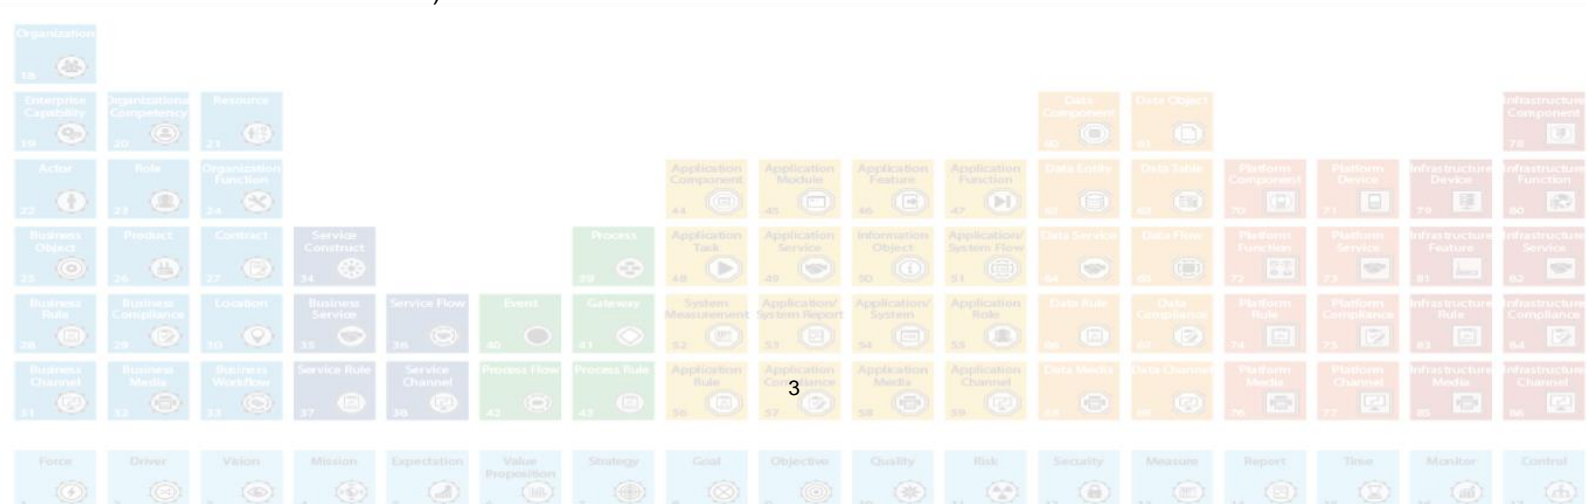 )
Organization
18
Enterprise Capability 19
Organizationa Competency 20
Resource 21
Data Component 60
Data Object 61
Infrastructure Component 78
Actor 22
Role 23
Organization Function 24
Application Component 44
Application Module 45
Application Feature 46
Application Function 47
Data Entity 62
Data Table 63
Platform Component 70
Platform Device 71
Infrastructure Device 79
Infrastructure Function 80
Business Object 25
Product 26
Contract 27
Service Construct 34
Process 39
Application Task 48
Application Service 49
Information Object 50
Application/ System Flow 51
Data Service 64
Data Flow 65
Platform Function 72
Platform Service 73
Infrastructure Feature 81
Infrastructure Service 82
Business Rule 28
Business Compliance 29
Location 30
Business Service 35
Service Flow 36
Event 40
Gateway 41
System Measurement 52
Application/ System Report 53
Application/ System 54
Application Role 55
Data Rule 66
Data Compliance 67
Platform Rule 74
Platform Compliance 75
Infrastructure Rule 83
Infrastructure Compliance 84
Business Channel 31
Business Media 32
Business Workflow 33
Service Rule 37
Service Channel 38
Process Flow 42
Process Rule 43
Application Rule 56
Application Compliance 57
3
Application Media 58
Application Channel 59
Data Media 68
Data Channel 69
Platform Media 76
Platform Channel 77
Infrastructure Media 85
Infrastructure Channel 86
Force
Driver
Vision
Mission
Expectation
Value Proposition
Strategy
Goal
Objective
Quality
Risk
Security
Measure
Report
Time
Monitor
Control